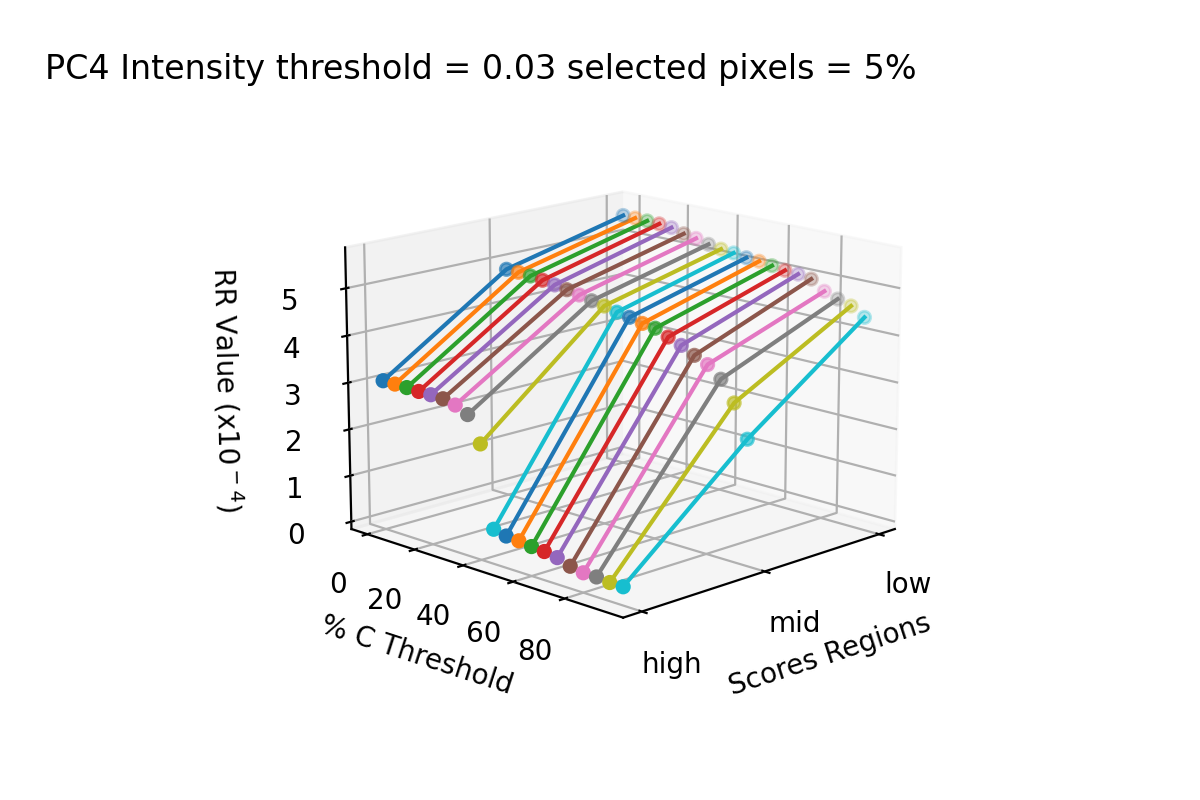 PC4 Intensity threshold = 0.03 selected pixels = 5%
RR Value (x10⁻⁴)
5
4
3
2
1
0
0
20
40
60
80
% C Threshold
high
mid
low
Scores Regions